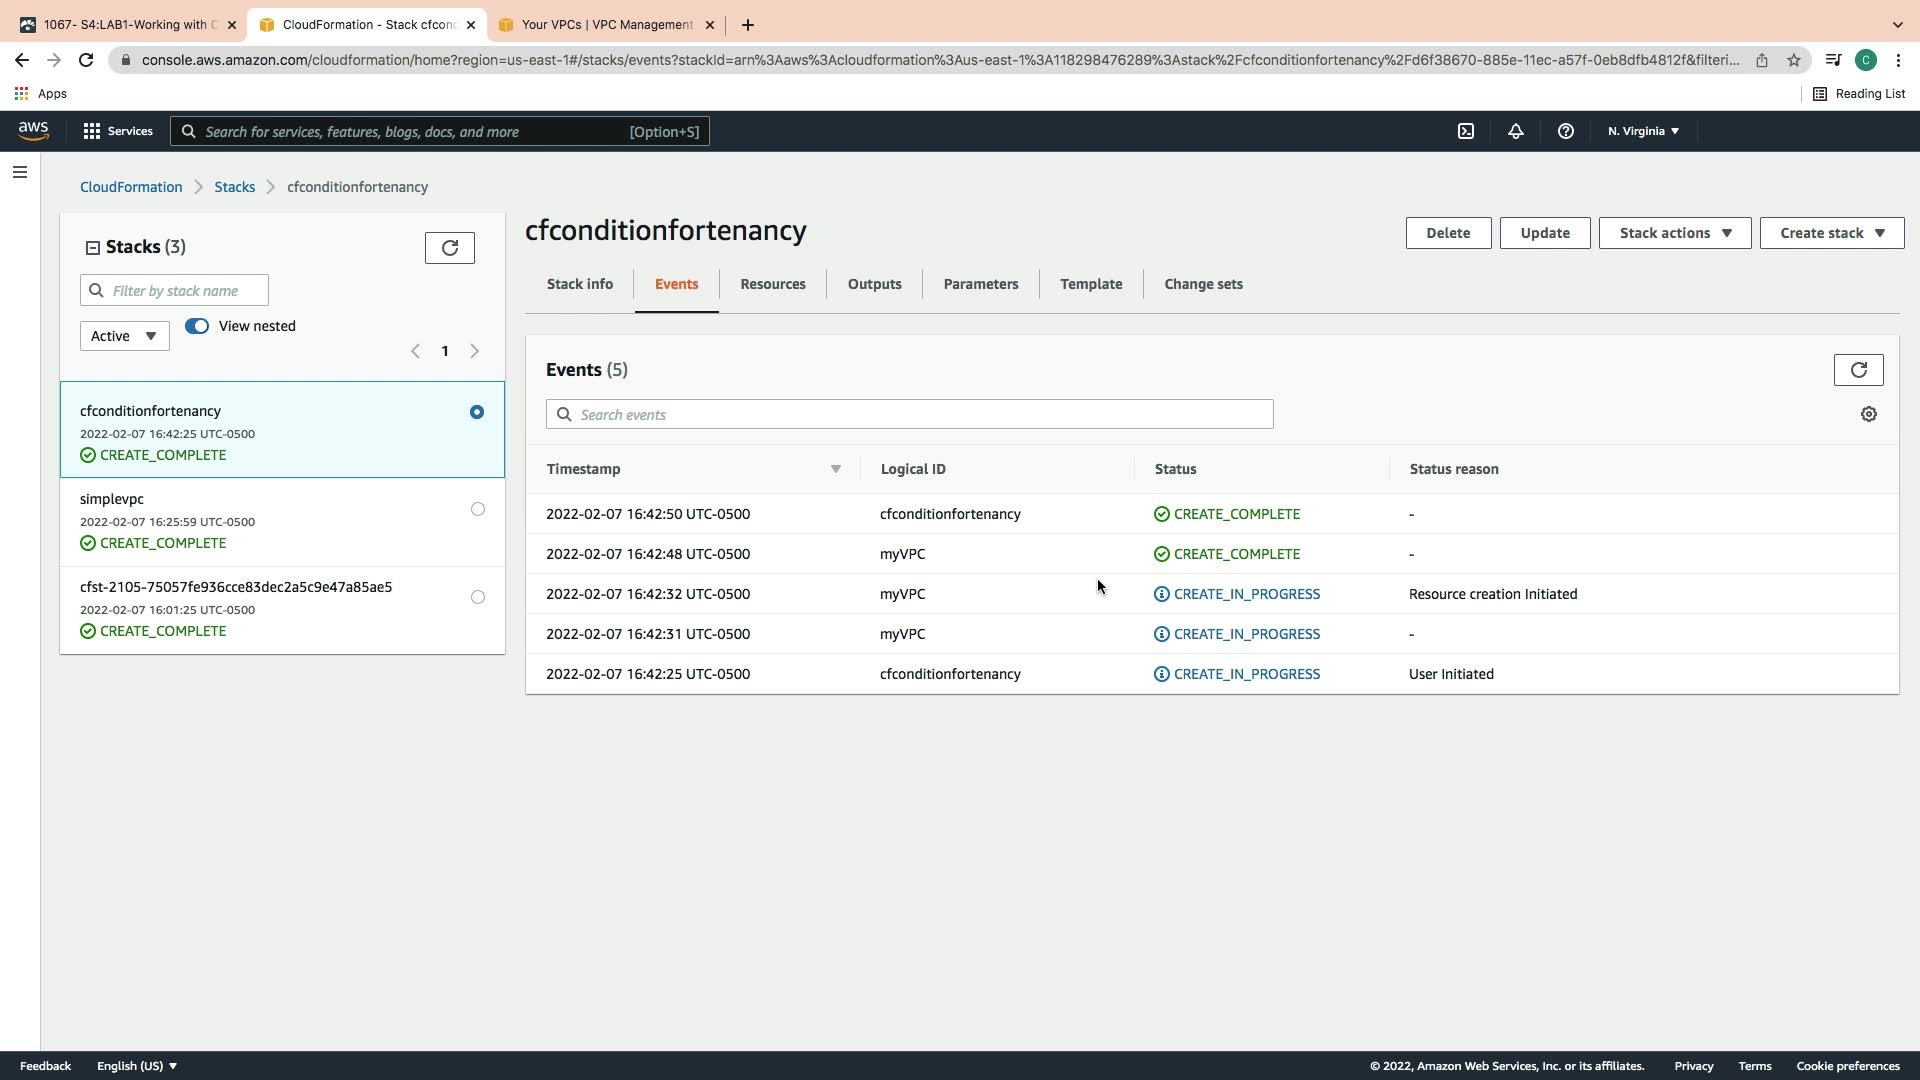 1067- S4:LAB1-Working with C
CloudFormation - Stack cfcond
Your VPCs | VPC Management
console.aws.amazon.com/cloudformation/home?region=us-east-1#/stacks/events?stackId=arn%3Aaws%3Acloudformation%3Aus-east-1%3A118298476289%3Astack%2Fcfconditionfortenancy%2Fd6f38670-885e-11ec-a57f-0eb8dfb4812f&filteri...
C
Apps
Reading List
aws
Services
Search for services, features, blogs, docs, and more
[Option+S]
N. Virginia
CloudFormation
Stacks
cfconditionfortenancy
Stacks (3)
Filter by stack name
Active
View nested
1
cfconditionfortenancy
2022-02-07 16:42:25 UTC-0500
CREATE_COMPLETE
simplevpc
2022-02-07 16:25:59 UTC-0500
CREATE_COMPLETE
cfst-2105-75057fe936cce83dec2a5c9e47a85ae5
2022-02-07 16:01:25 UTC-0500
CREATE_COMPLETE
cfconditionfortenancy
Delete
Update
Stack actions
Create stack
Stack info
Events
Resources
Outputs
Parameters
Template
Change sets
Events (5)
Search events
Timestamp Logical ID Status Status reason
2022-02-07 16:42:50 UTC-0500 cfconditionfortenancy CREATE_COMPLETE -
2022-02-07 16:42:48 UTC-0500 myVPC CREATE_COMPLETE -
2022-02-07 16:42:32 UTC-0500 myVPC CREATE_IN_PROGRESS Resource creation Initiated
2022-02-07 16:42:31 UTC-0500 myVPC CREATE_IN_PROGRESS -
2022-02-07 16:42:25 UTC-0500 cfconditionfortenancy CREATE_IN_PROGRESS User Initiated
Feedback
English (US)
© 2022, Amazon Web Services, Inc. or its affiliates.
Privacy
Terms
Cookie preferences